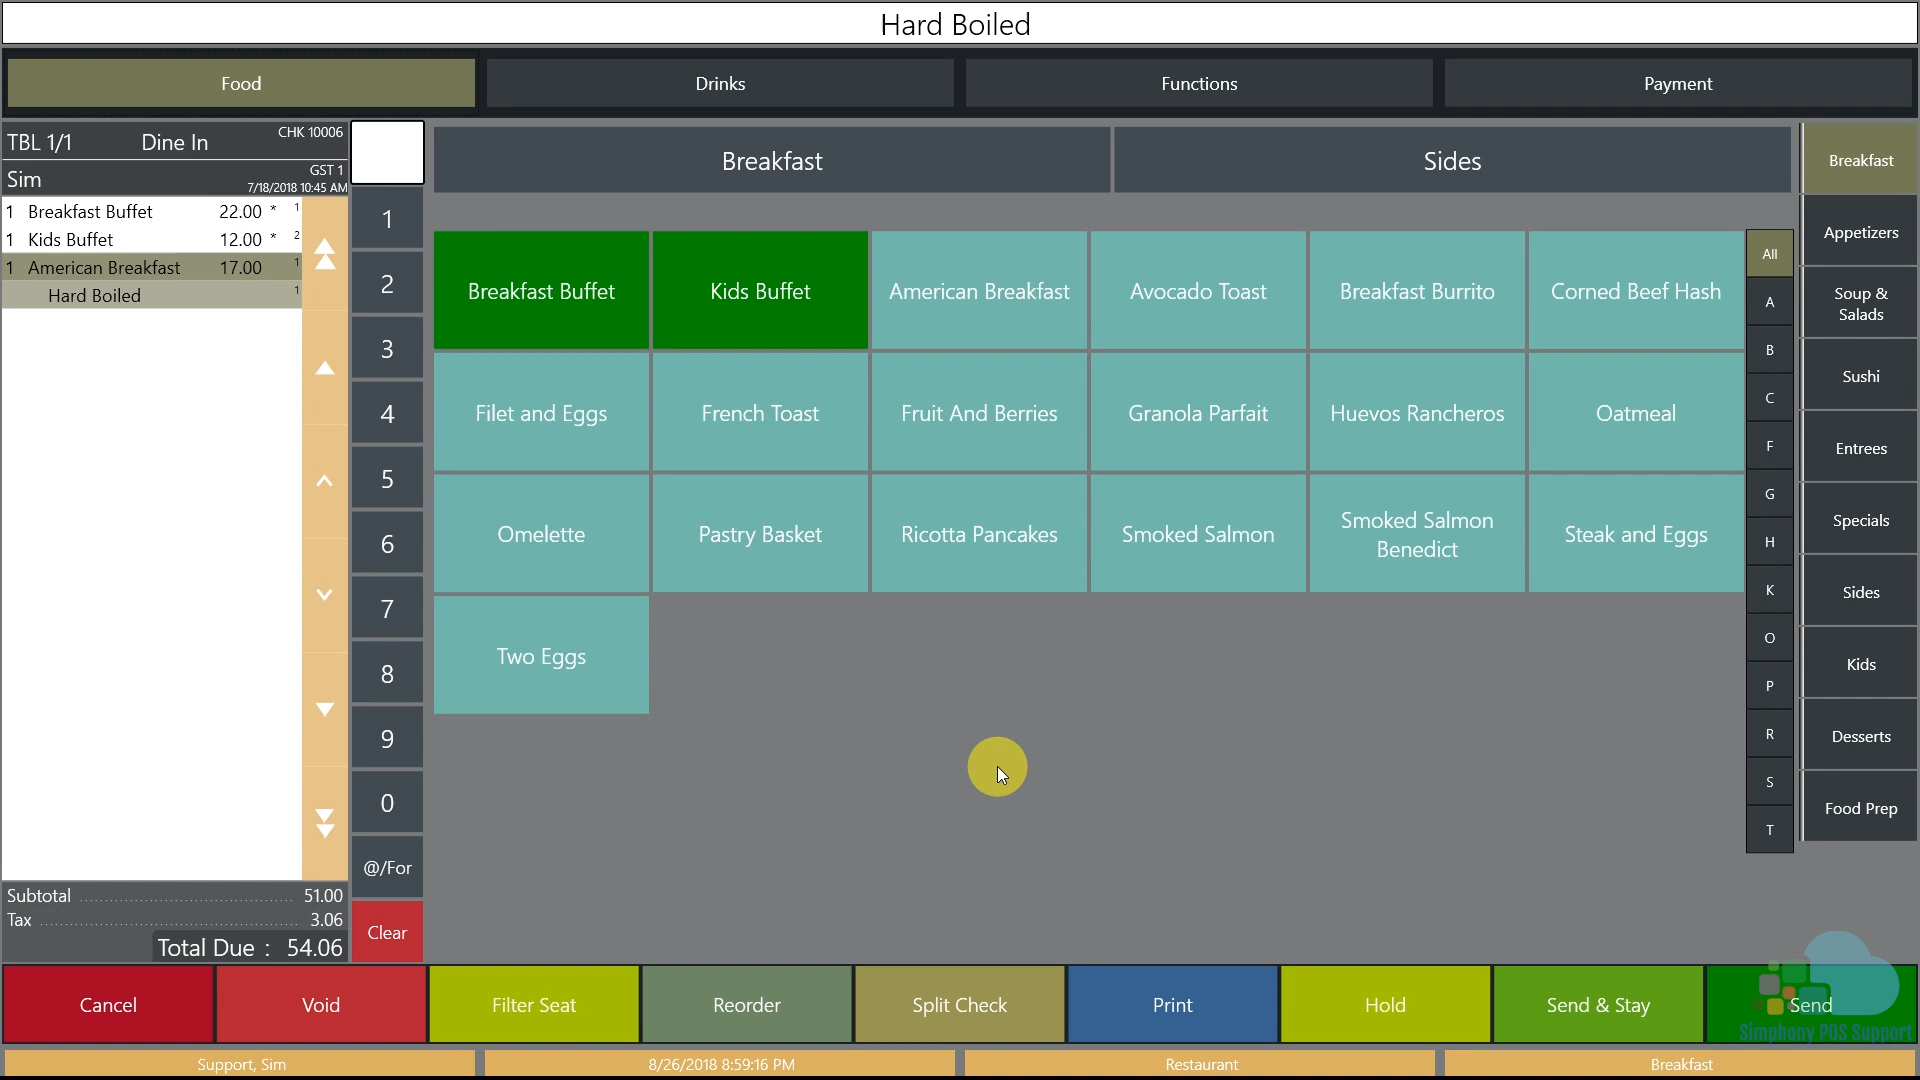 Hard Boiled
Food
Drinks
Functions
Payment
TBL 1/1 Dine In CHK 10006
Sim GST 1
7/18/2018 10:45 AM
1 Breakfast Buffet 22.00 * 1
1 Kids Buffet 12.00 * 2
1 American Breakfast 17.00 1
Hard Boiled 1
Subtotal 51.00
Tax 3.06
Total Due : 54.06
1
2
3
4
5
6
7
8
9
0
@/For
Clear
Breakfast
Sides
Breakfast Buffet
Kids Buffet
American Breakfast
Avocado Toast
Breakfast Burrito
Corned Beef Hash
Filet and Eggs
French Toast
Fruit And Berries
Granola Parfait
Huevos Rancheros
Oatmeal
Omelette
Pastry Basket
Ricotta Pancakes
Smoked Salmon
Smoked Salmon
Benedict
Steak and Eggs
Two Eggs
All
A
B
C
F
G
H
K
O
P
R
S
T
Breakfast
Appetizers
Soup &
Salads
Sushi
Entrees
Specials
Sides
Kids
Desserts
Food Prep
Cancel
Void
Filter Seat
Reorder
Split Check
Print
Hold
Send & Stay
Send
Simphony POS Support
Support, Sim
8/26/2018 8:59:16 PM
Restaurant
Breakfast